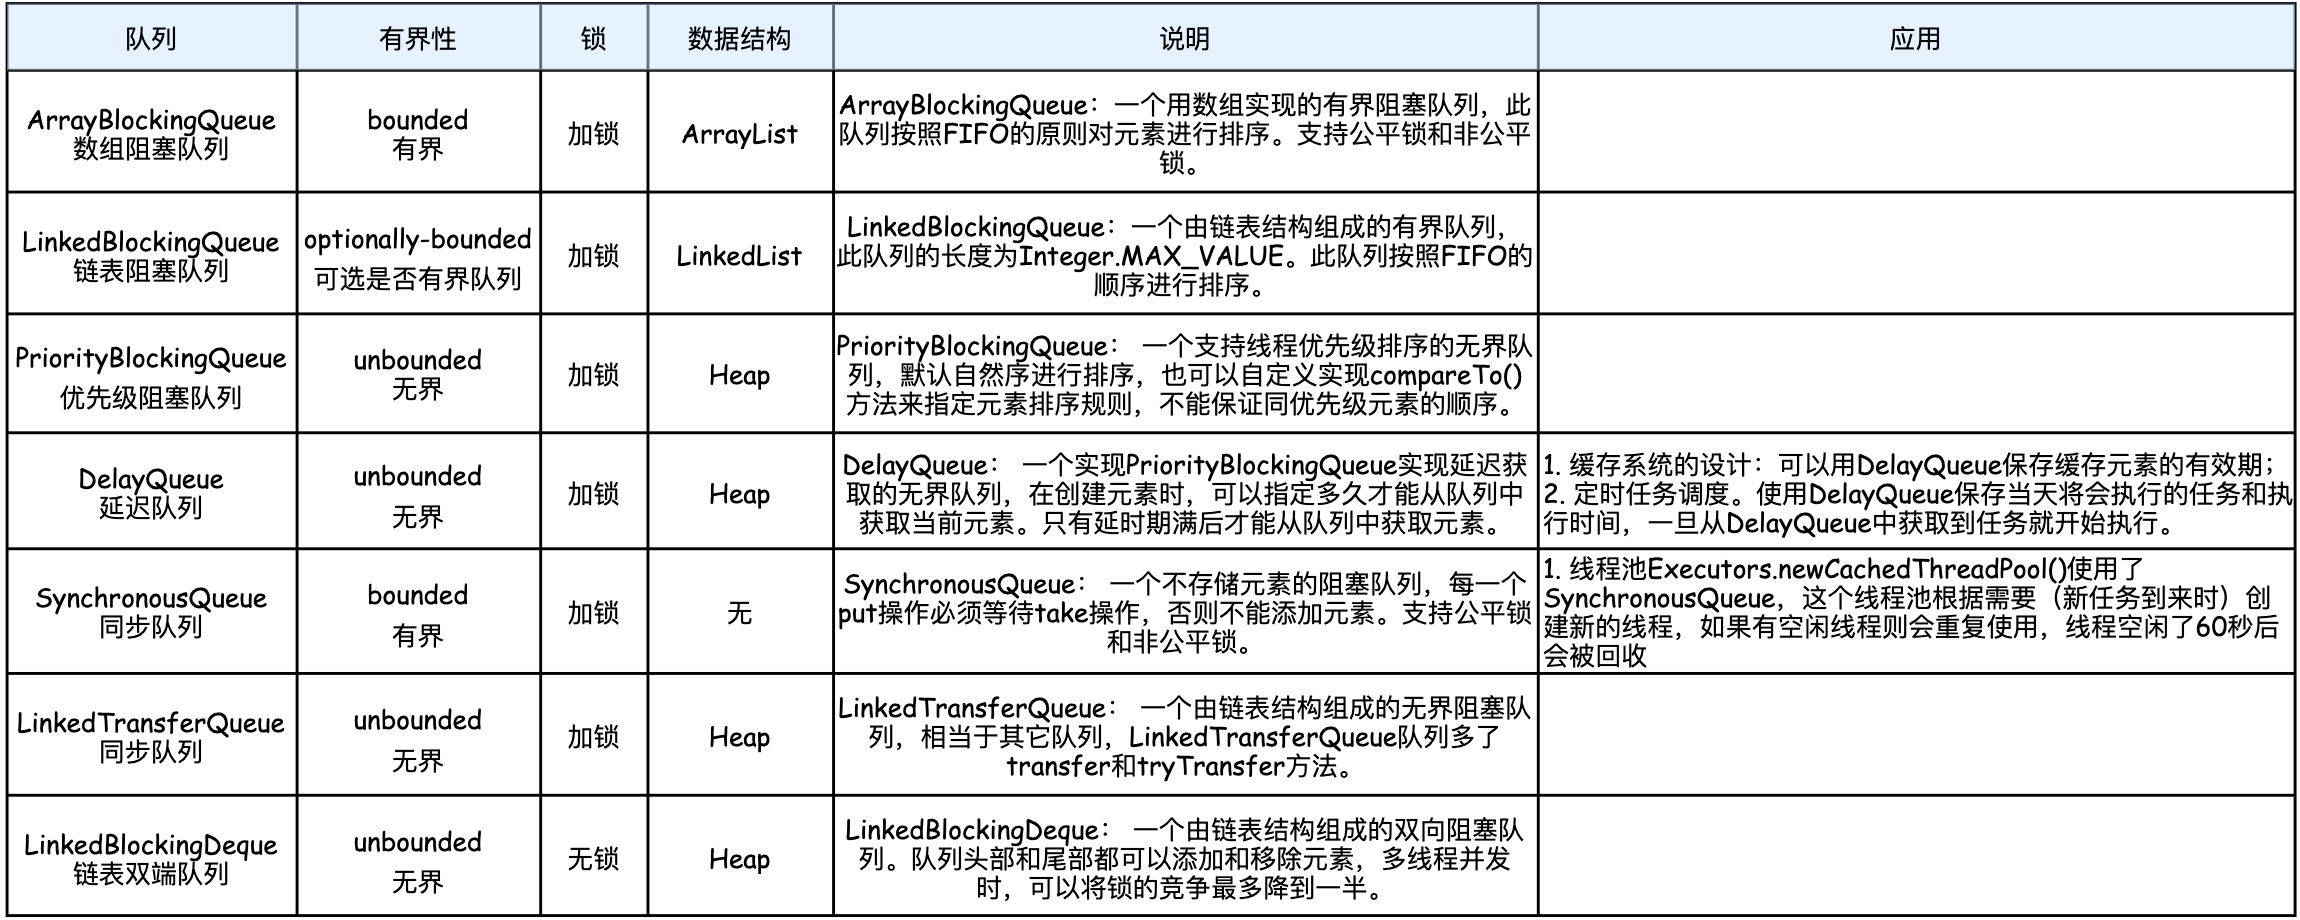 队列
有界性
锁
数据结构
说明
应用
ArrayBlockingQueue
数组阻塞队列
bounded
有界
加锁
ArrayList
ArrayBlockingQueue：一个用数组实现的有界阻塞队列，此
队列按照FIFO的原则对元素进行排序。支持公平锁和非公平
锁。
LinkedBlockingQueue
链表阻塞队列
optionally-bounded
可选是否有界队列
加锁
LinkedList
LinkedBlockingQueue：一个由链表结构组成的有界队列，
此队列的长度为Integer.MAX_VALUE。此队列按照FIFO的
顺序进行排序。
PriorityBlockingQueue
优先级阻塞队列
unbounded
无界
加锁
Heap
PriorityBlockingQueue： 一个支持线程优先级排序的无界队
列，默认自然序进行排序，也可以自定义实现compareTo()
方法来指定元素排序规则，不能保证同优先级元素的顺序。
DelayQueue
延迟队列
unbounded
无界
加锁
Heap
DelayQueue： 一个实现PriorityBlockingQueue实现延迟获
取的无界队列，在创建元素时，可以指定多久才能从队列中
获取当前元素。只有延时期满后才能从队列中获取元素。
1. 缓存系统的设计：可以用DelayQueue保存缓存元素的有效期；
2. 定时任务调度。使用DelayQueue保存当天将会执行的任务和执
行时间，一旦从DelayQueue中获取到任务就开始执行。
SynchronousQueue
同步队列
bounded
有界
加锁
无
SynchronousQueue： 一个不存储元素的阻塞队列，每一个
put操作必须等待take操作，否则不能添加元素。支持公平锁
和非公平锁。
1. 线程池Executors.newCachedThreadPool()使用了
SynchronousQueue，这个线程池根据需要（新任务到来时）创
建新的线程，如果有空闲线程则会重复使用，线程空闲了60秒后
会被回收
LinkedTransferQueue
同步队列
unbounded
无界
加锁
Heap
LinkedTransferQueue： 一个由链表结构组成的无界阻塞队
列，相当于其它队列，LinkedTransferQueue队列多了
transfer和tryTransfer方法。
LinkedBlockingDeque
链表双端队列
unbounded
无界
无锁
Heap
LinkedBlockingDeque： 一个由链表结构组成的双向阻塞队
列。队列头部和尾部都可以添加和移除元素，多线程并发
时，可以将锁的竞争最多降到一半。